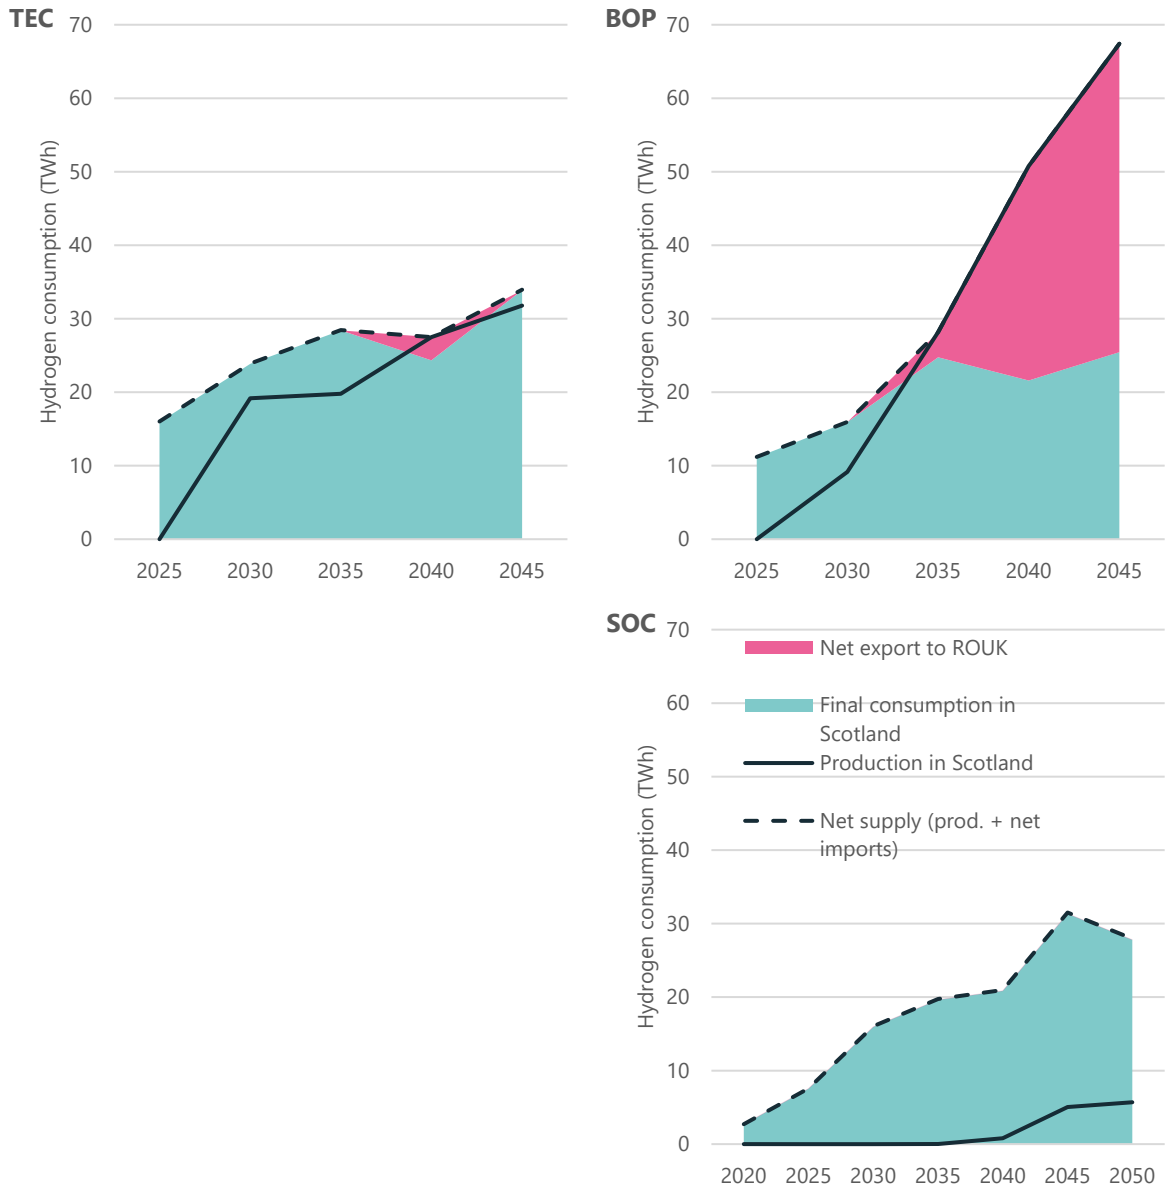 TEC
70
60
50
40
30
20
10
0
Hydrogen consumption (TWh)
2025 2030 2035 2040 2045
BOP
70
60
50
40
30
20
10
0
Hydrogen consumption (TWh)
2025 2030 2035 2040 2045
SOC
70
60
50
40
30
20
10
0
Hydrogen consumption (TWh)
Net export to ROUK
Final consumption in
Scotland
Production in Scotland
Net supply (prod. + net
imports)
2020 2025 2030 2035 2040 2045 2050